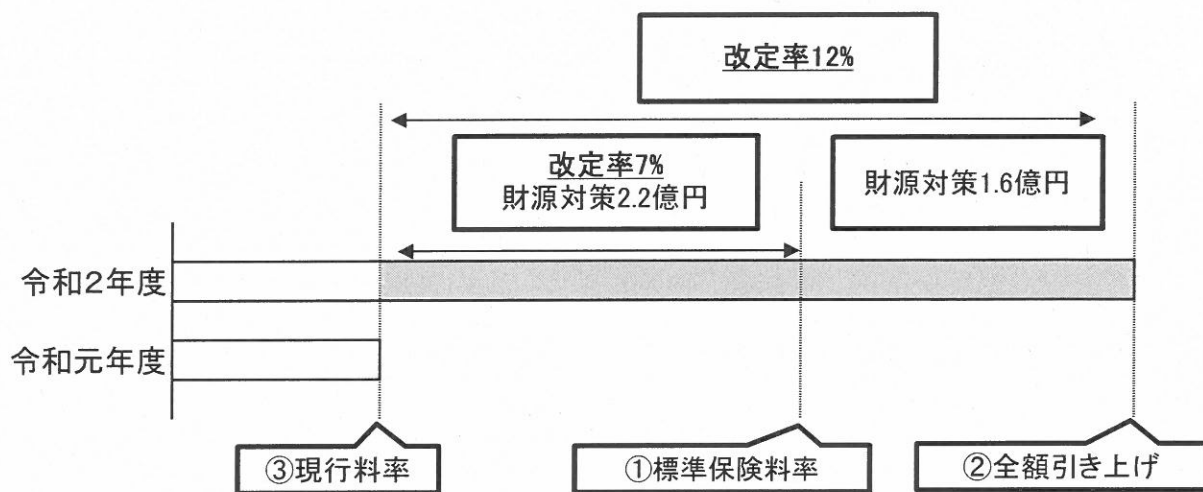 改定率12%
改定率7%
財源対策2.2億円
財源対策1.6億円
令和2年度
令和元年度
③現行料率
①標準保険料率
②全額引き上げ